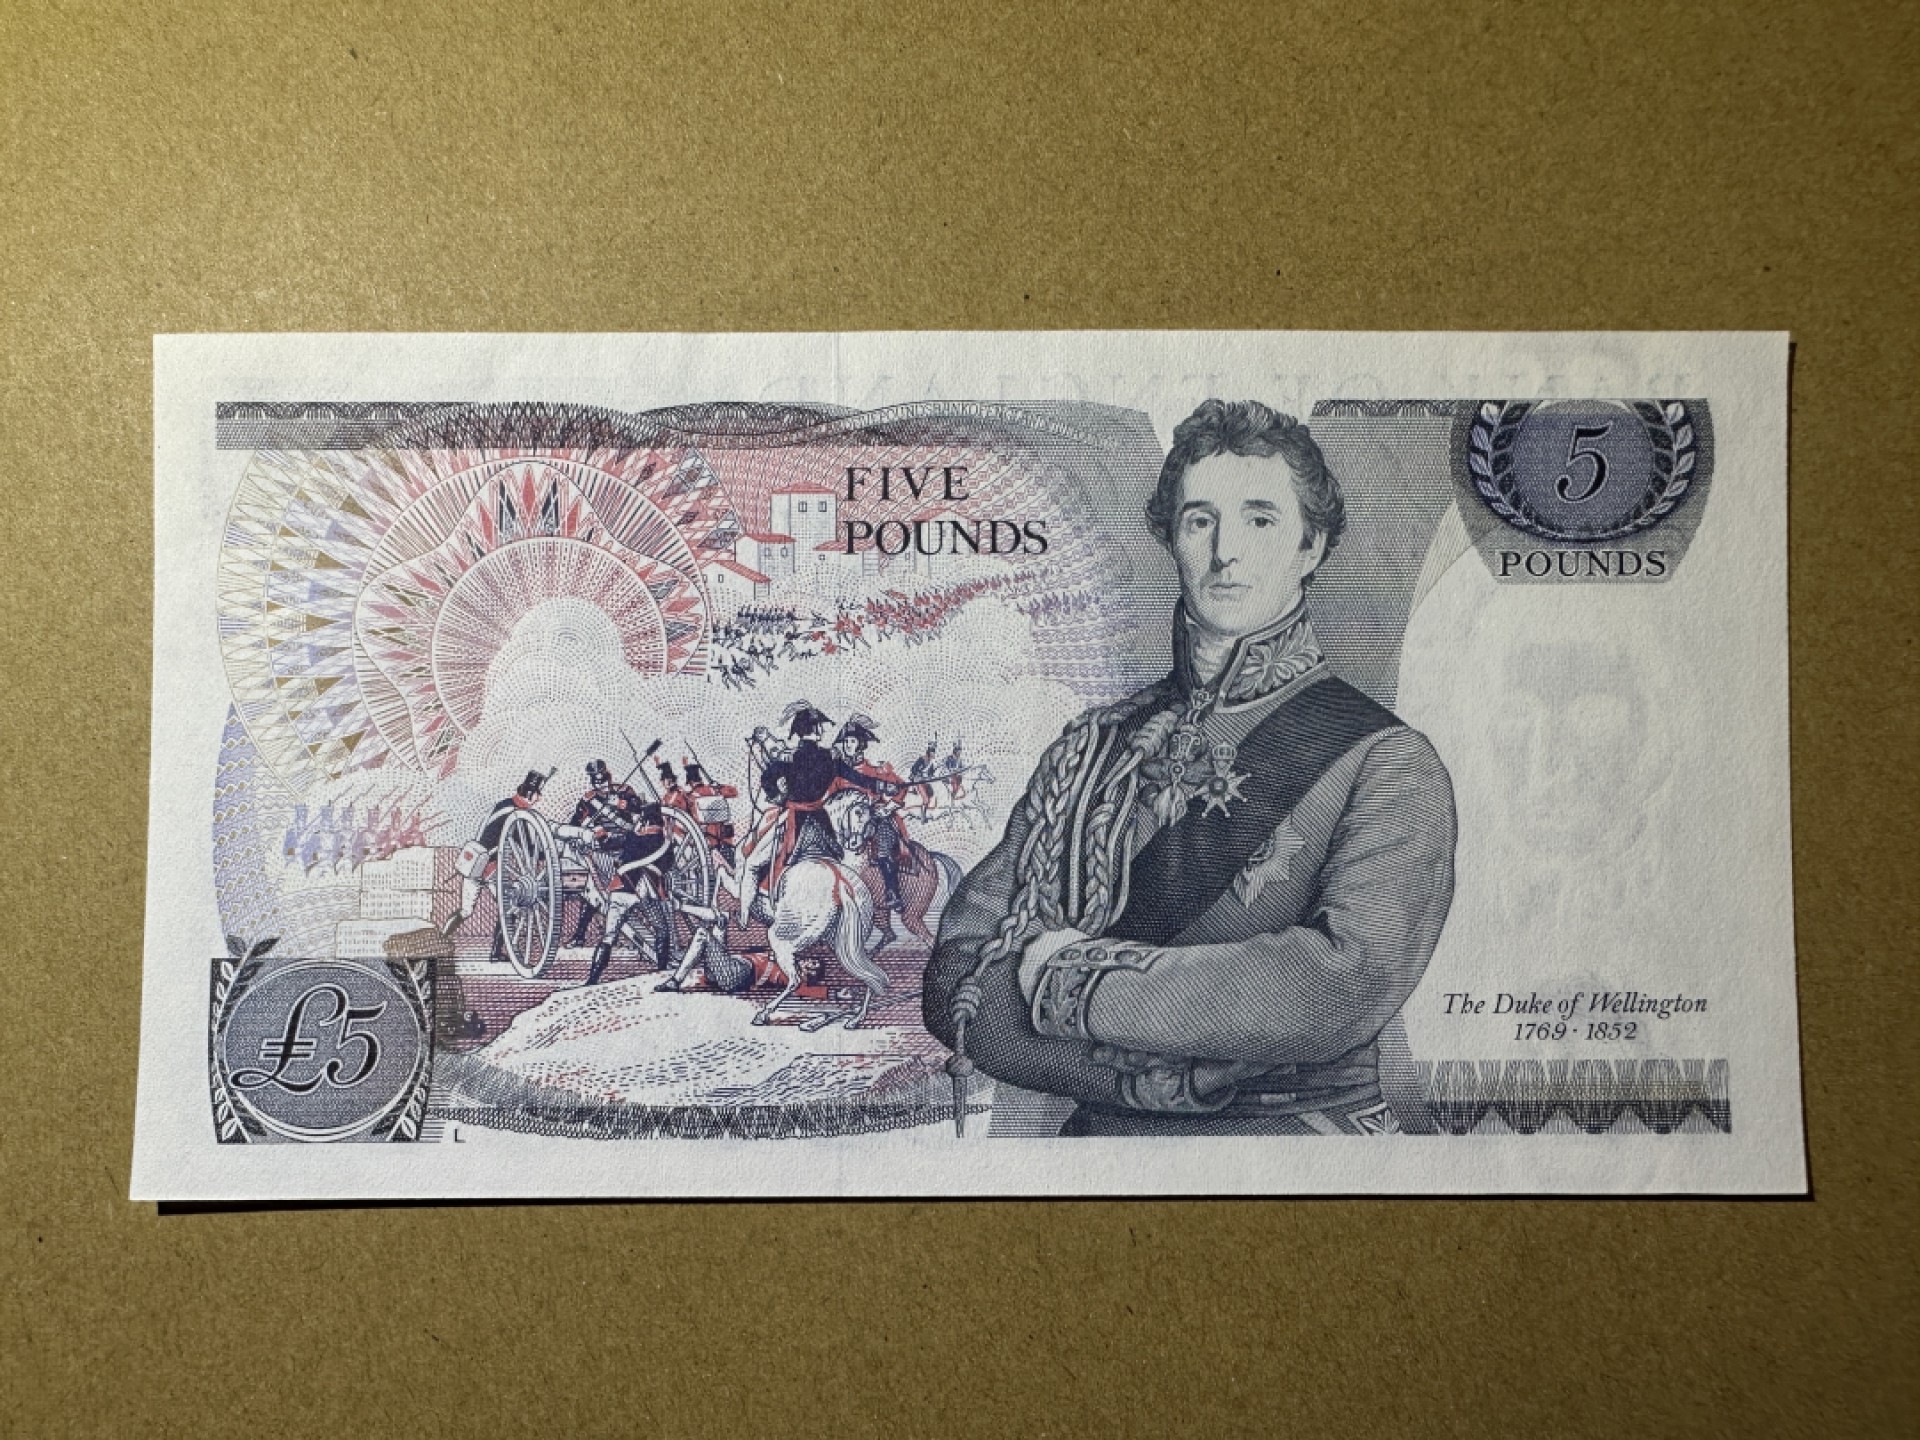 FIVE
POUNDS
5
POUNDS
The Duke of Wellington
1769 · 1852
£5
L